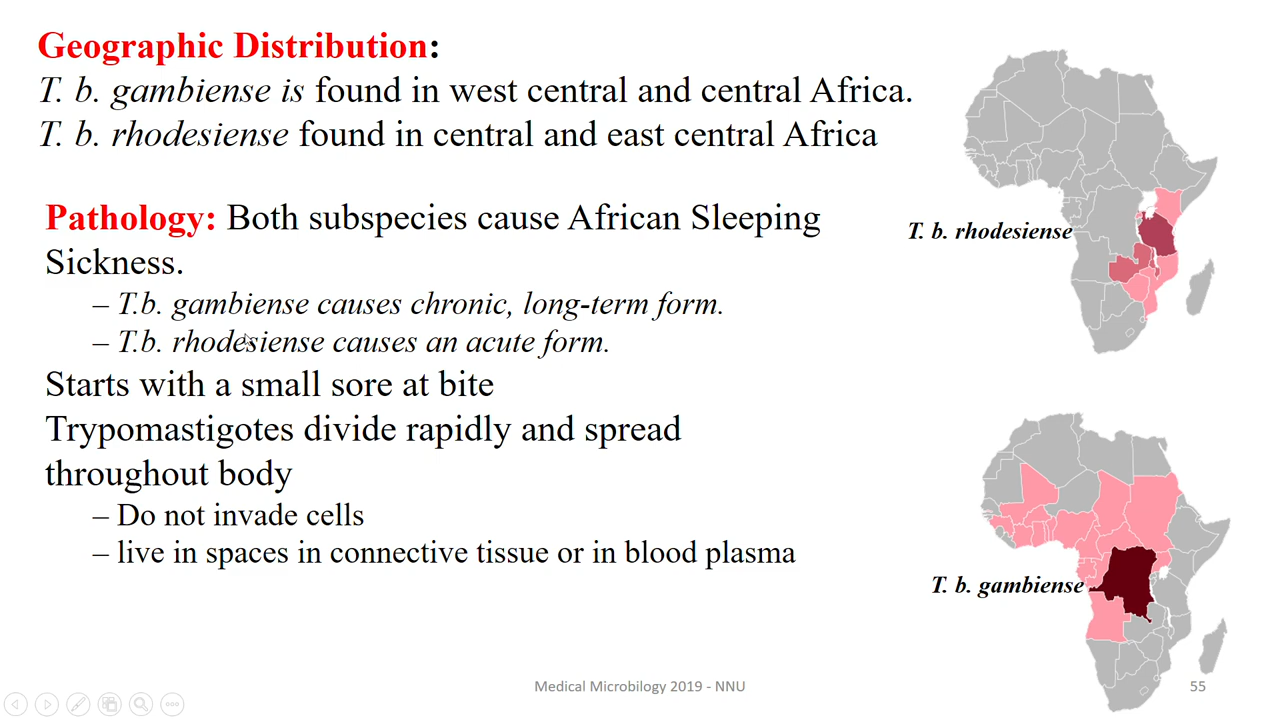 Geographic Distribution:
T. b. gambiense is found in west central and central Africa.
T. b. rhodesiense found in central and east central Africa
Pathology: Both subspecies cause African Sleeping
Sickness.
– T.b. gambiense causes chronic, long-term form.
– T.b. rhodesiense causes an acute form.
Starts with a small sore at bite
Trypomastigotes divide rapidly and spread
throughout body
– Do not invade cells
– live in spaces in connective tissue or in blood plasma
T. b. rhodesiense
T. b. gambiense
Medical Microbilogy 2019 - NNU
55